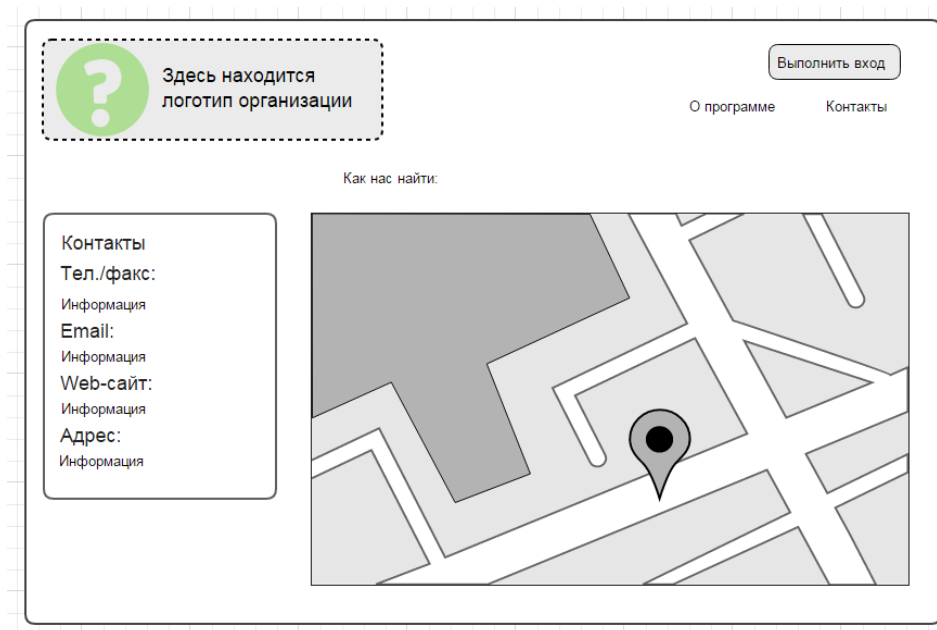 Здесь находится
логотип организации
Выполнить вход
О программе
Контакты
Как нас найти:
Контакты
Тел./факс:
Информация
Email:
Информация
Web-сайт:
Информация
Адрес:
Информация